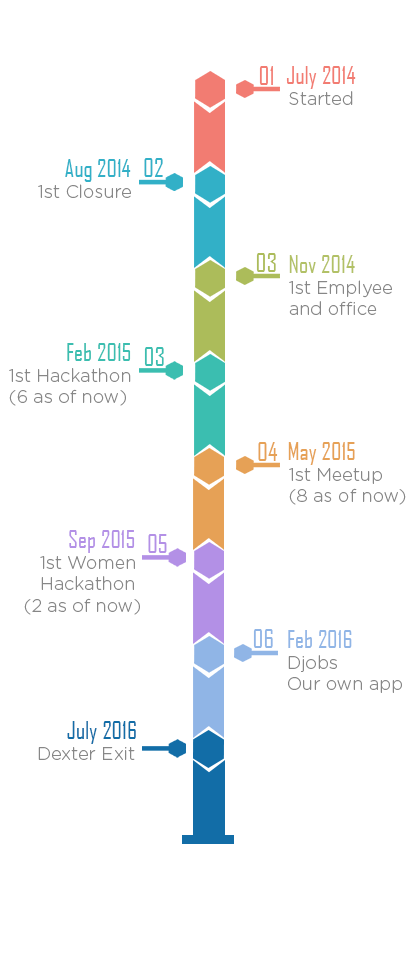 01 July 2014
Started
Aug 2014 02
1st Closure
03 Nov 2014
1st Emplyee
and office
Feb 2015 03
1st Hackathon
(6 as of now)
04 May 2015
1st Meetup
(8 as of now)
Sep 2015 05
1st Women
Hackathon
(2 as of now)
06 Feb 2016
Djobs
Our own app
July 2016
Dexter Exit